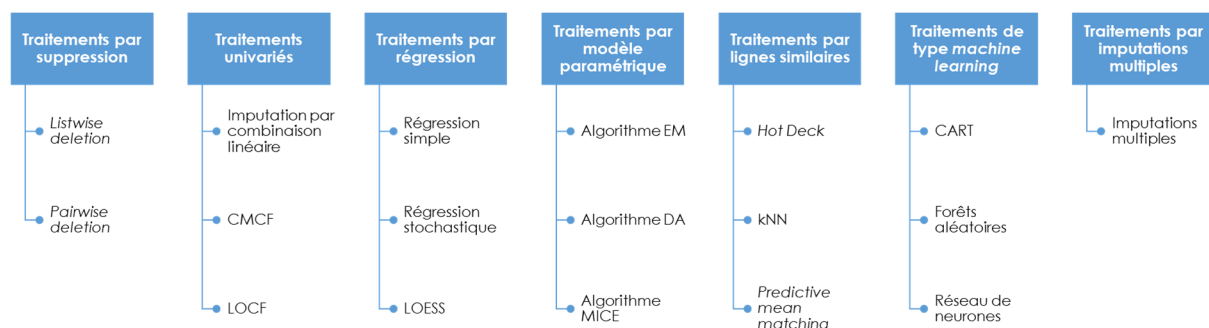 Traitements par
suppression
Listwise
deletion
Pairwise
deletion
Traitements
univariés
Imputation par
combinaison
linéaire
CMCF
LOCF
Traitements par
régression
Régression
simple
Régression
stochastique
LOESS
Traitements par
modèle
paramétrique
Algorithme EM
Algorithme DA
Algorithme
MICE
Traitements par
lignes similaires
Hot Deck
kNN
Predictive
mean
matching
Traitements de
type machine
learning
CART
Forêts
aléatoires
Réseau de
neurones
Traitements par
imputations
multiples
Imputations
multiples